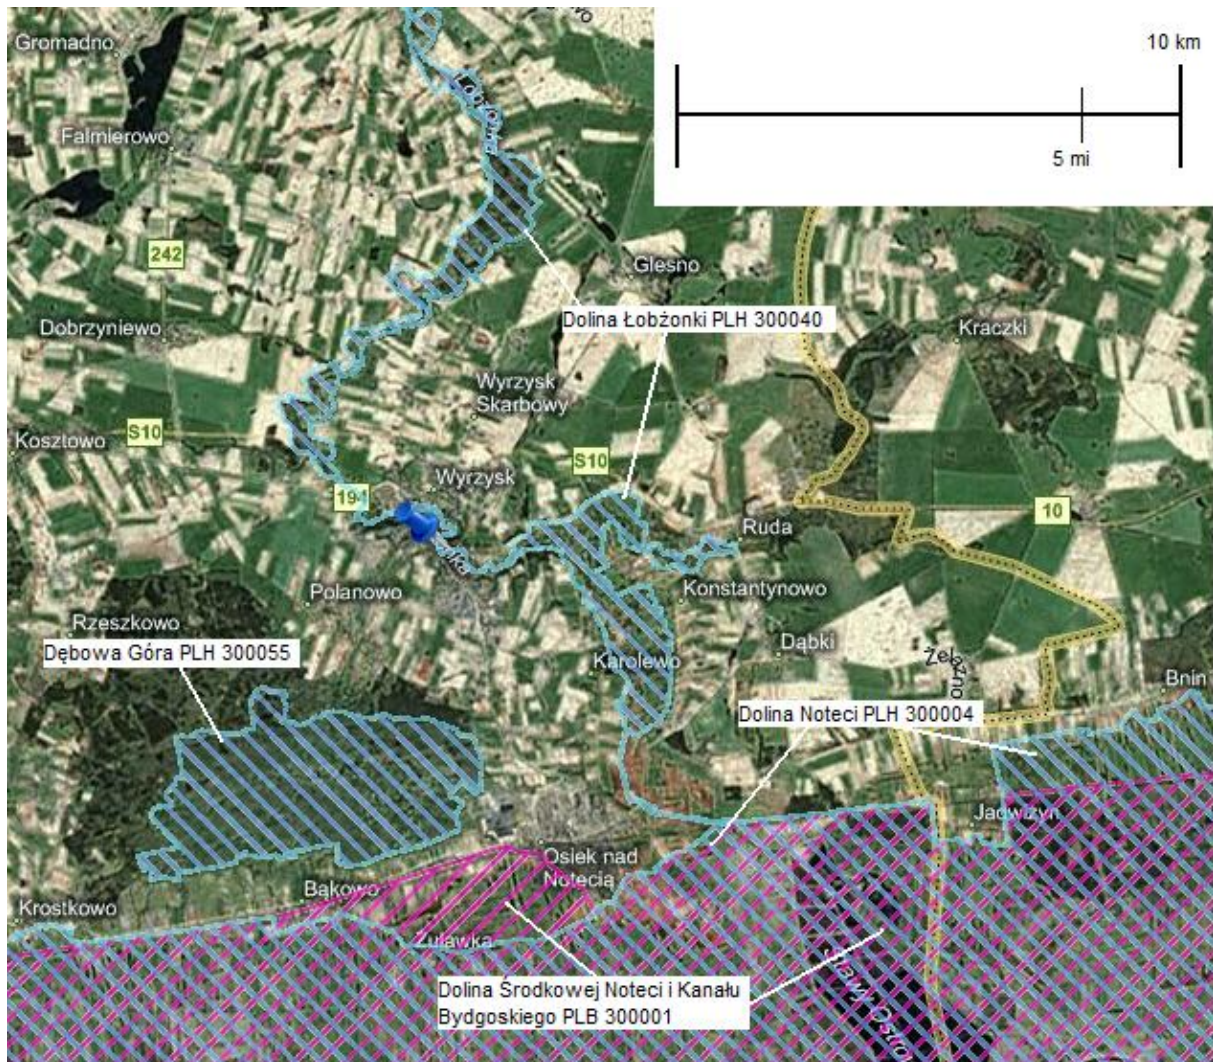 Gromadno
10 km
5 mi
Łobżonka
Falmierowo
242
Glesno
Dobrzyniewo
Dolina Łobżonki PLH 300040
Kraczki
Wyrzysk
Skarbowy
Kosztowo
S10
S10
194
Wyrzysk
10
Ruda
Polanowo
Konstantynowo
Rzeszkowo
Dębowa Góra PLH 300055
Dąbki
Karolewo
Bnin
Dolina Noteci PLH 300004
Jadwiżyn
Osiek nad
Notecią
Bąkowo
Krostkowo
Żuławka
Dolina Środkowej Noteci i Kanału
Bydgoskiego PLB 300001